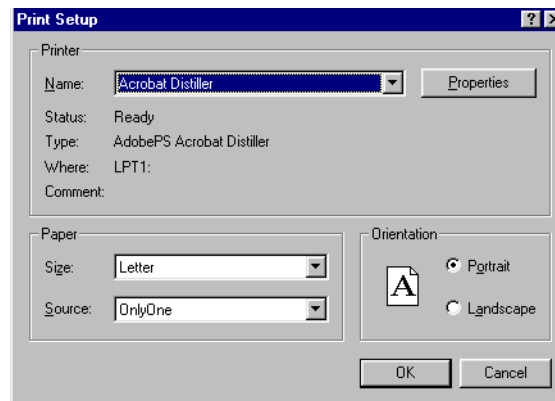 Print Setup
Printer
Name: Acrobat Distiller Properties
Status: Ready
Type: AdobePS Acrobat Distiller
Where: LPT1:
Comment:
Paper
Size: Letter
Source: OnlyOne
Orientation
A
Portrait
Landscape
OK Cancel